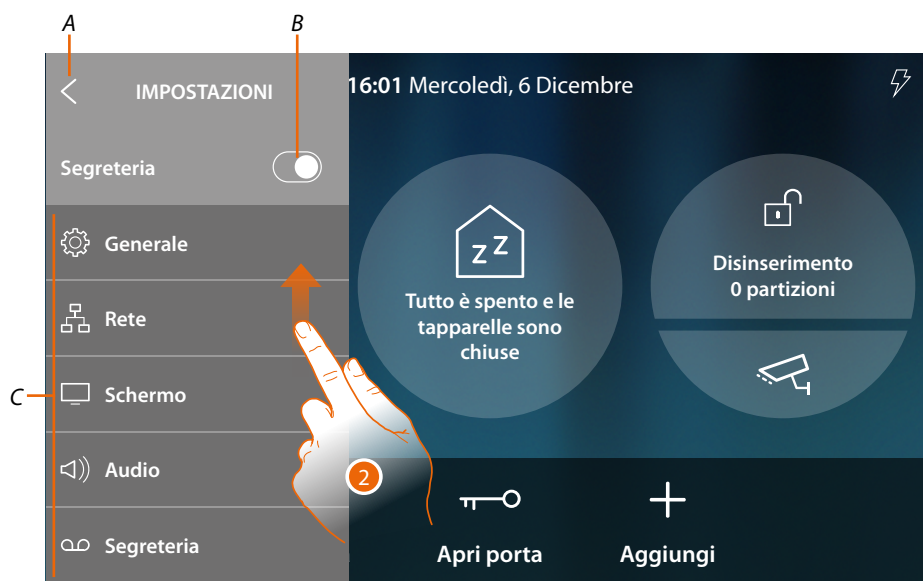 A
B
IMPOSTAZIONI
16:01 Mercoledì, 6 Dicembre
Segreteria
Generale
Rete
Schermo
Audio
Segreteria
C
zZ
Tutto è spento e le
tapparelle sono
chiuse
Disinserimento
0 partizioni
2
Apri porta
Aggiungi